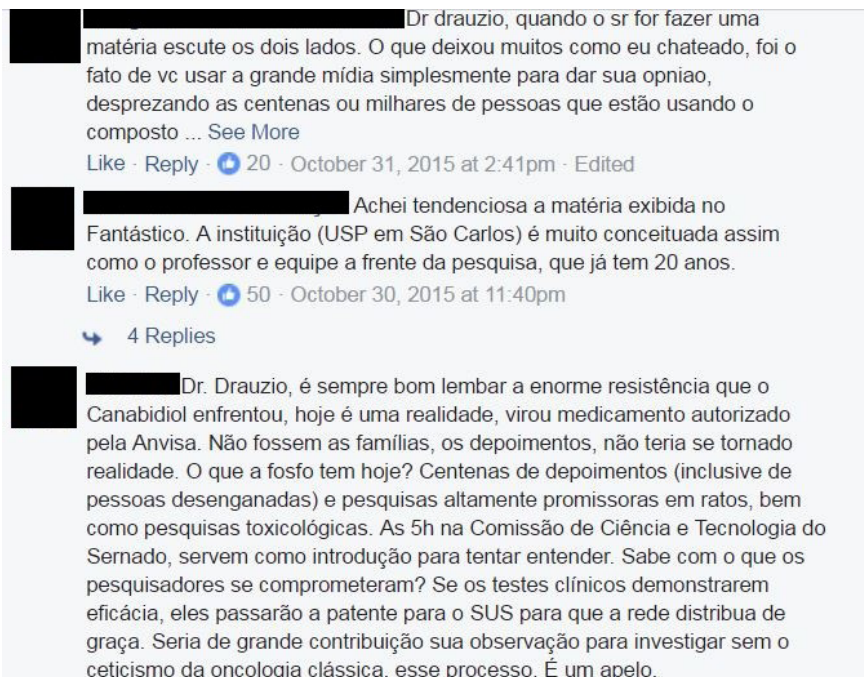 Dr drauzio, quando o sr for fazer uma
matéria escute os dois lados. O que deixou muitos como eu chateado, foi o
fato de vc usar a grande mídia simplesmente para dar sua opniao,
desprezando as centenas ou milhares de pessoas que estão usando o
composto ... See More
Like · Reply · 20 · October 31, 2015 at 2:41pm · Edited
Achei tendenciosa a matéria exibida no
Fantástico. A instituição (USP em São Carlos) é muito conceituada assim
como o professor e equipe a frente da pesquisa, que já tem 20 anos.
Like · Reply · 50 · October 30, 2015 at 11:40pm
4 Replies
Dr. Drauzio, é sempre bom lembar a enorme resistência que o
Canabidiol enfrentou, hoje é uma realidade, virou medicamento autorizado
pela Anvisa. Não fossem as famílias, os depoimentos, não teria se tornado
realidade. O que a fosfo tem hoje? Centenas de depoimentos (inclusive de
pessoas desenganadas) e pesquisas altamente promissoras em ratos, bem
como pesquisas toxicológicas. As 5h na Comissão de Ciência e Tecnologia do
Sernado, servem como introdução para tentar entender. Sabe com o que os
pesquisadores se comprometeram? Se os testes clínicos demonstrarem
eficácia, eles passarão a patente para o SUS para que a rede distribua de
graça. Seria de grande contribuição sua observação para investigar sem o
ceticismo da oncologia clássica, esse processo. É um apelo.